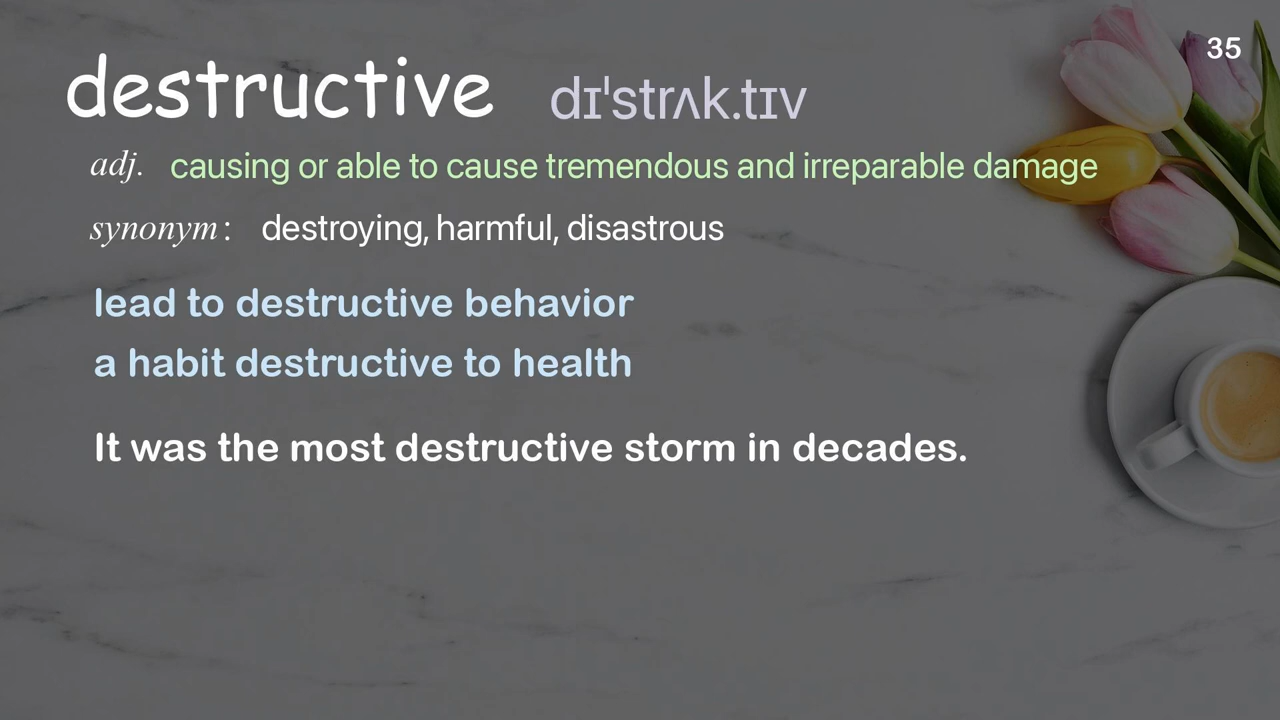 35
destructive dɪˈstrʌk.tɪv
adj. causing or able to cause tremendous and irreparable damage
synonym: destroying, harmful, disastrous
lead to destructive behavior
a habit destructive to health
It was the most destructive storm in decades.